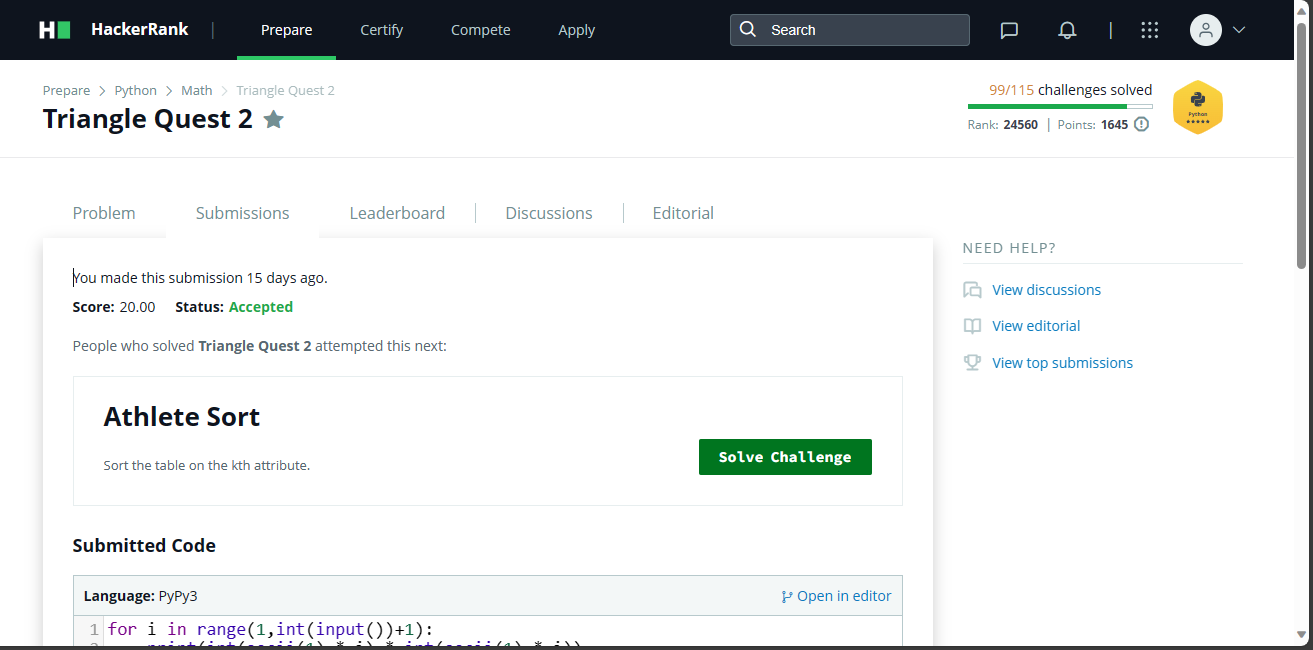 HackerRank | Prepare Certify Compete Apply Search
Prepare > Python > Math > Triangle Quest 2
99/115 challenges solved
Triangle Quest 2
Rank: 24560 | Points: 1645
Python
Problem Submissions Leaderboard Discussions Editorial
NEED HELP?
You made this submission 15 days ago.
View discussions
Score: 20.00 Status: Accepted
View editorial
People who solved Triangle Quest 2 attempted this next:
View top submissions
Athlete Sort
Solve Challenge
Sort the table on the kth attribute.
Submitted Code
Language: PyPy3 Open in editor
1 for i in range(1,int(input())+1):